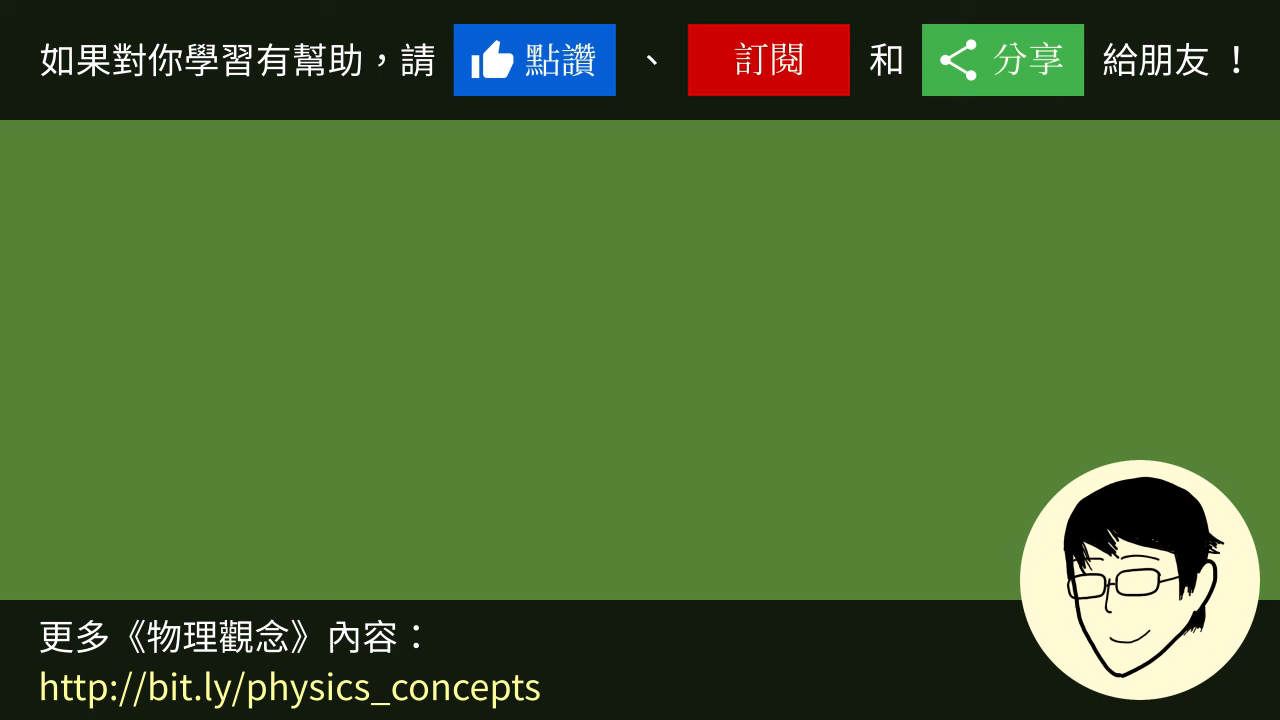 如果對你學習有幫助，請 點讚 、 訂閱 和 分享 給朋友 ！
更多《物理觀念》內容：
http://bit.ly/physics_concepts